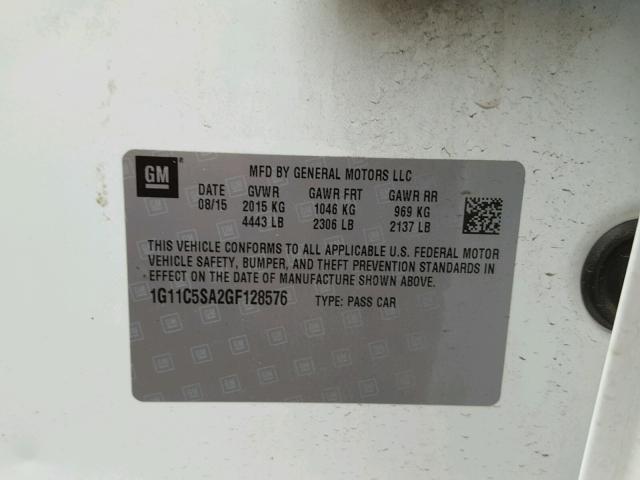 GM
MFD BY GENERAL MOTORS LLC
DATE GVWR GAWR FRT GAWR RR
08/15 2015 KG 1046 KG 969 KG
4443 LB 2306 LB 2137 LB
THIS VEHICLE CONFORMS TO ALL APPLICABLE U.S. FEDERAL MOTOR
VEHICLE SAFETY, BUMPER, AND THEFT PREVENTION STANDARDS IN
EFFECT ON THE DATE OF MANUFACTURE SHOWN ABOVE.
1G11C5SA2GF128576 TYPE: PASS CAR